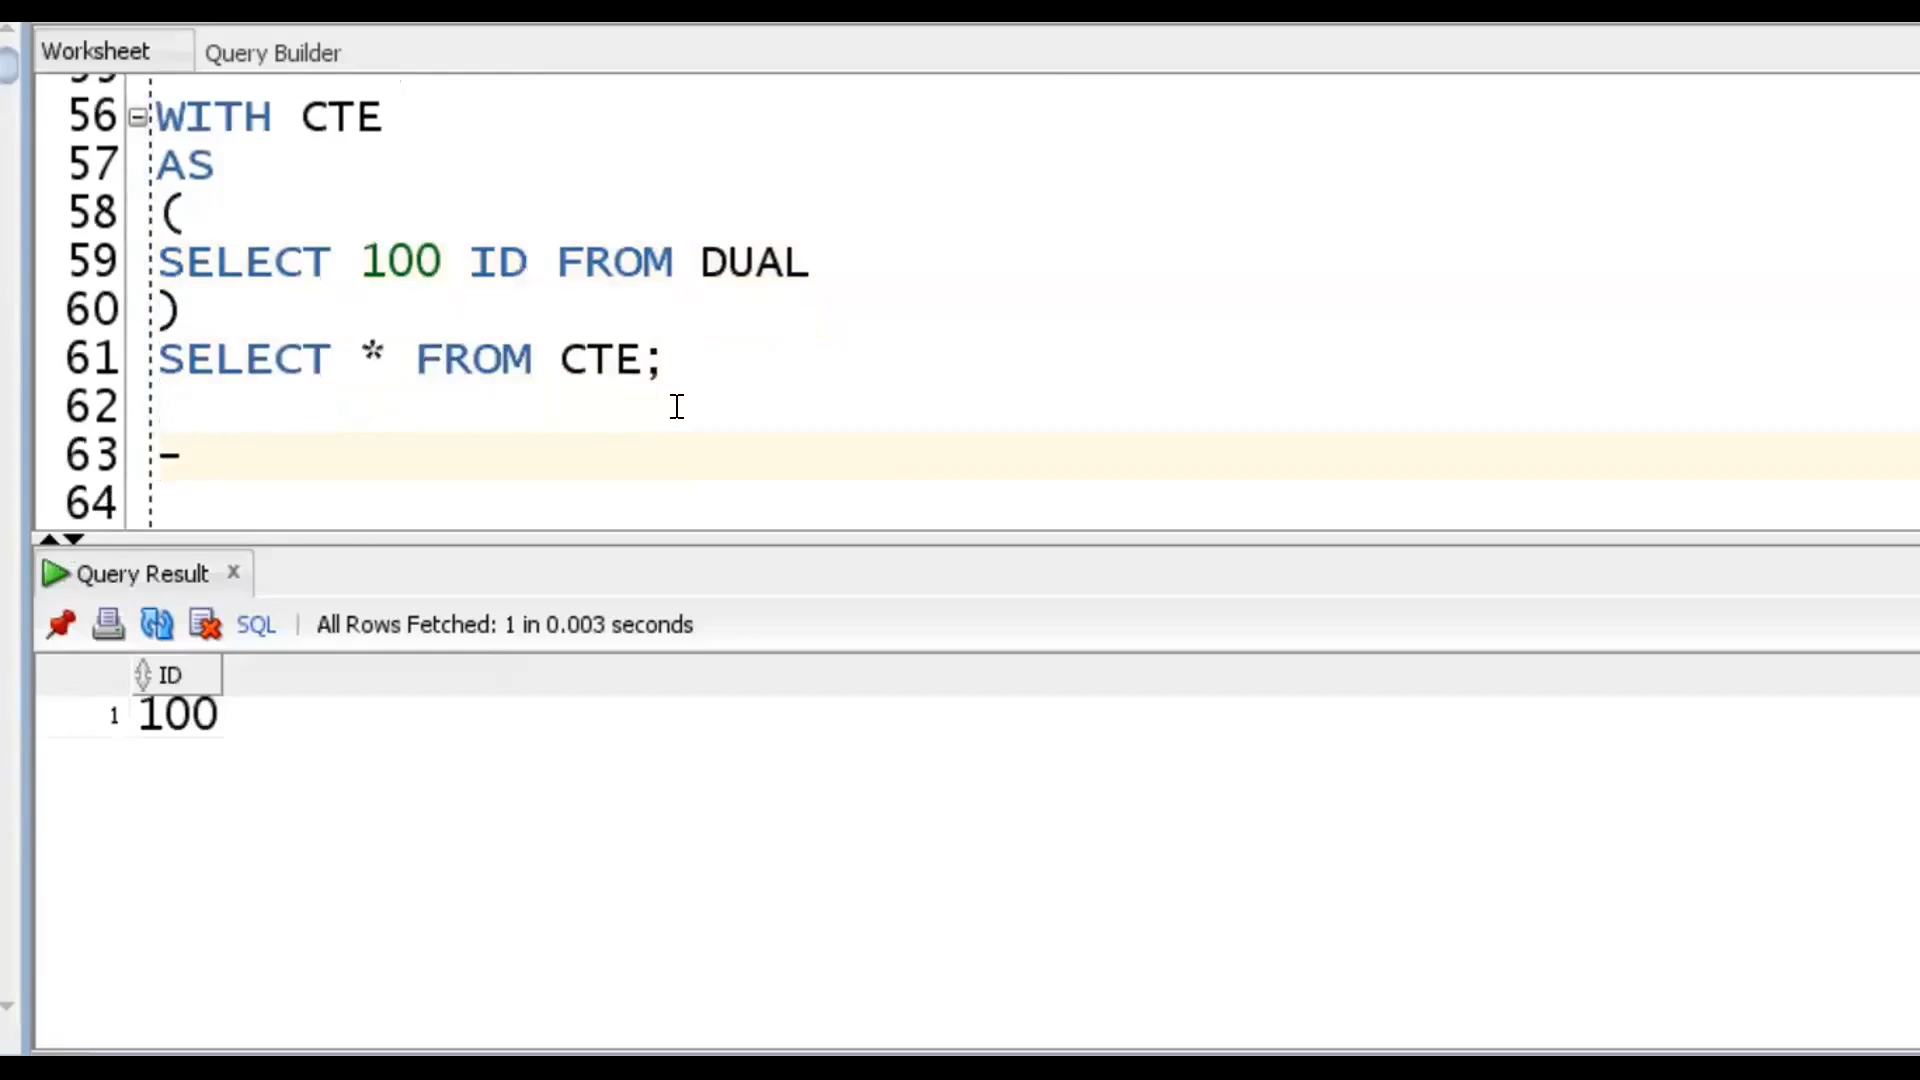 Worksheet Query Builder
55
56 WITH CTE
57 AS
58 (
59 SELECT 100 ID FROM DUAL
60 )
61 SELECT * FROM CTE;
62
63 -
64
Query Result x
SQL | All Rows Fetched: 1 in 0.003 seconds
ID
1 100